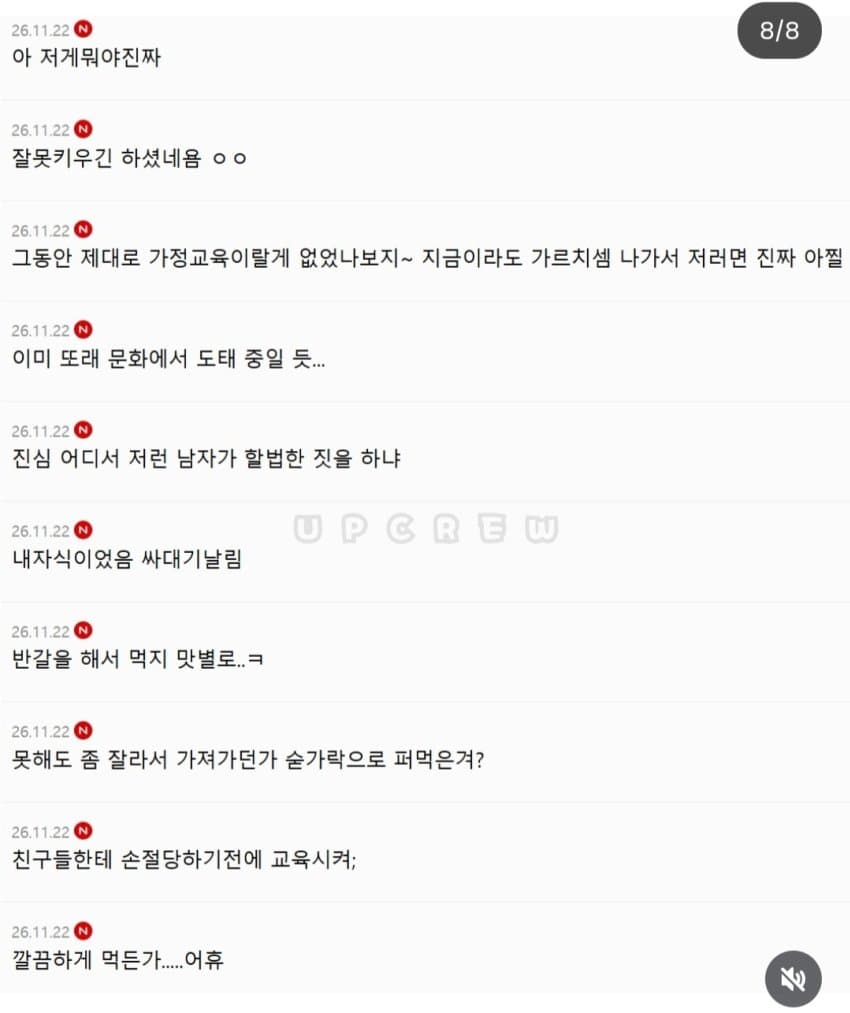 8/8
26.11.22 N
아 저게뭐야진짜
26.11.22 N
잘못키우긴 하셨네욤 ㅇㅇ
26.11.22 N
그동안 제대로 가정교육이랄게 없었나보지~ 지금이라도 가르치셈 나가서 저러면 진짜 아찔
26.11.22 N
이미 또래 문화에서 도태 중일 듯...
26.11.22 N
진심 어디서 저런 남자가 할법한 짓을 하냐
26.11.22 N
내자식이었음 싸대기날림
UPCREW
26.11.22 N
반갈을 해서 먹지 맛별로..ㅋ
26.11.22 N
못해도 좀 잘라서 가져가던가 숟가락으로 퍼먹은겨?
26.11.22 N
친구들한테 손절당하기전에 교육시켜;
26.11.22 N
깔끔하게 먹든가.....어휴